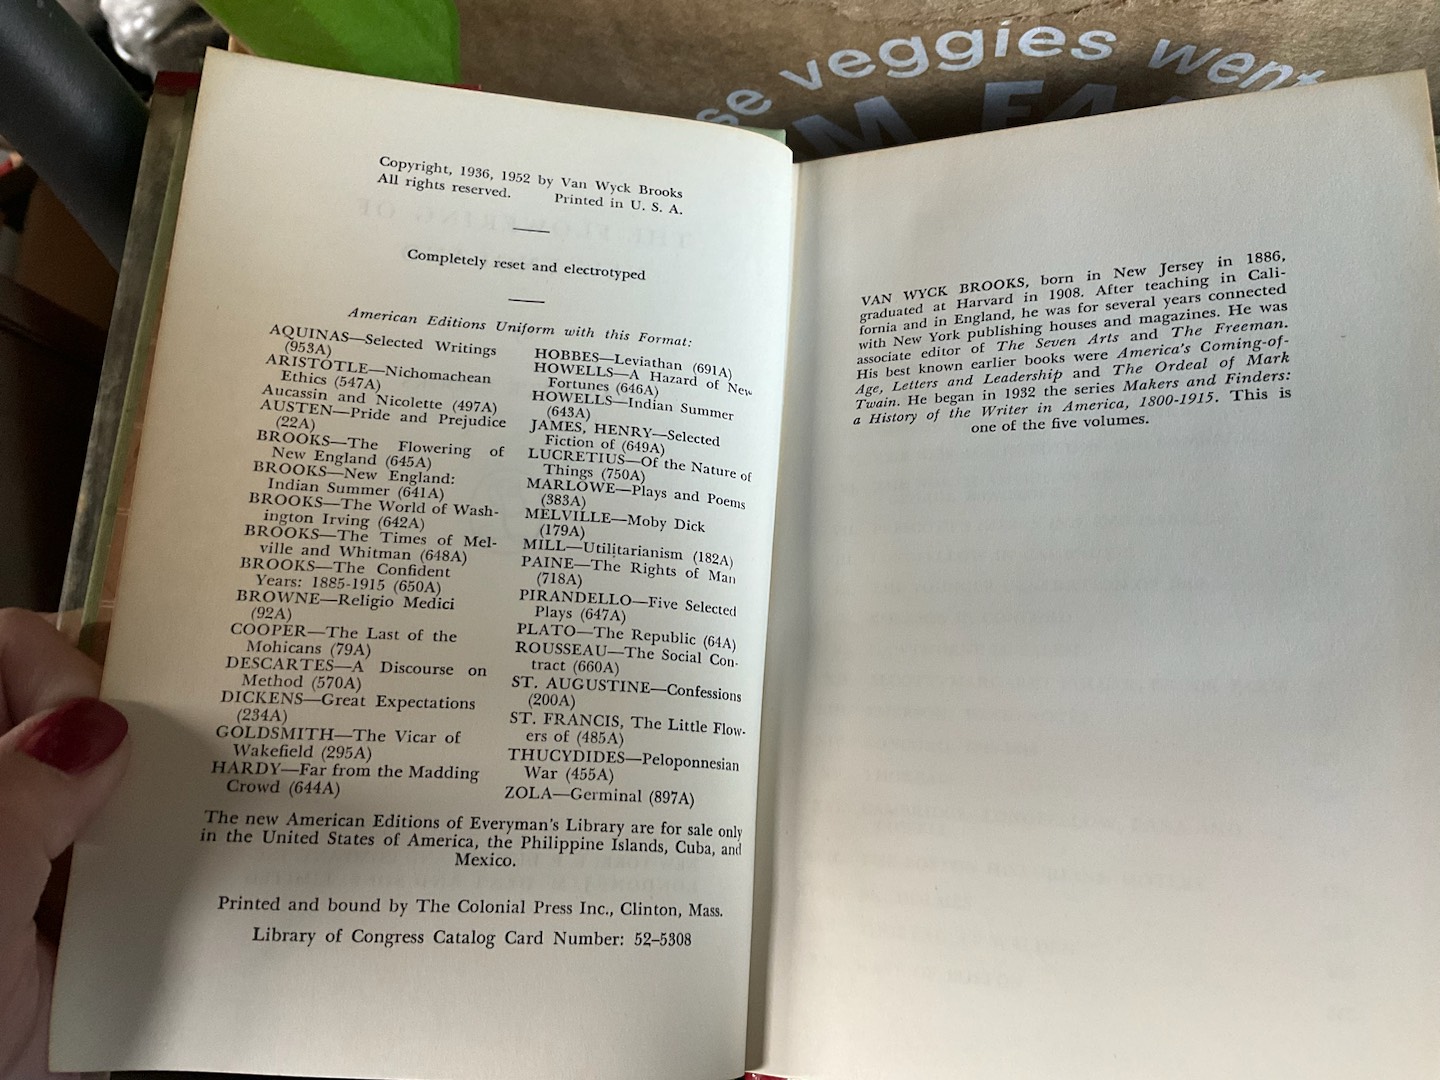 se veggies went
M FA
Copyright, 1936, 1952 by Van Wyck Brooks
All rights reserved. Printed in U. S. A.
Completely reset and electrotyped
American Editions Uniform with this Format:
AQUINAS—Selected Writings
(953A)
ARISTOTLE—Nichomachean
Ethics (547A)
Aucassin and Nicolette (497A)
AUSTEN—Pride and Prejudice
(22A)
BROOKS—The Flowering of
New England (645A)
BROOKS—New England:
Indian Summer (641A)
BROOKS—The World of Wash-
ington Irving (642A)
BROOKS—The Times of Mel-
ville and Whitman (648A)
BROOKS—The Confident
Years: 1885-1915 (650A)
BROWNE—Religio Medici
(92A)
COOPER—The Last of the
Mohicans (79A)
DESCARTES—A Discourse on
Method (570A)
DICKENS—Great Expectations
(234A)
GOLDSMITH—The Vicar of
Wakefield (295A)
HARDY—Far from the Madding
Crowd (644A)
HOBBES—Leviathan (691A)
HOWELLS—A Hazard of New
Fortunes (646A)
HOWELLS—Indian Summer
(643A)
JAMES, HENRY—Selected
Fiction of (649A)
LUCRETIUS—Of the Nature of
Things (750A)
MARLOWE—Plays and Poems
(383A)
MELVILLE—Moby Dick
(179A)
MILL—Utilitarianism (182A)
PAINE—The Rights of Man
(718A)
PIRANDELLO—Five Selected
Plays (647A)
PLATO—The Republic (64A)
ROUSSEAU—The Social Con-
tract (660A)
ST. AUGUSTINE—Confessions
(200A)
ST. FRANCIS, The Little Flow-
ers of (485A)
THUCYDIDES—Peloponnesian
War (455A)
ZOLA—Germinal (897A)
The new American Editions of Everyman's Library are for sale only
in the United States of America, the Philippine Islands, Cuba, and
Mexico.
Printed and bound by The Colonial Press Inc., Clinton, Mass.
Library of Congress Catalog Card Number: 52–5308
VAN WYCK BROOKS, born in New Jersey in 1886,
graduated at Harvard in 1908. After teaching in Cali-
fornia and in England, he was for several years connected
with New York publishing houses and magazines. He was
associate editor of The Seven Arts and The Freeman.
His best known earlier books were America's Coming-of-
Age, Letters and Leadership and The Ordeal of Mark
Twain. He began in 1932 the series Makers and Finders:
a History of the Writer in America, 1800-1915. This is
one of the five volumes.